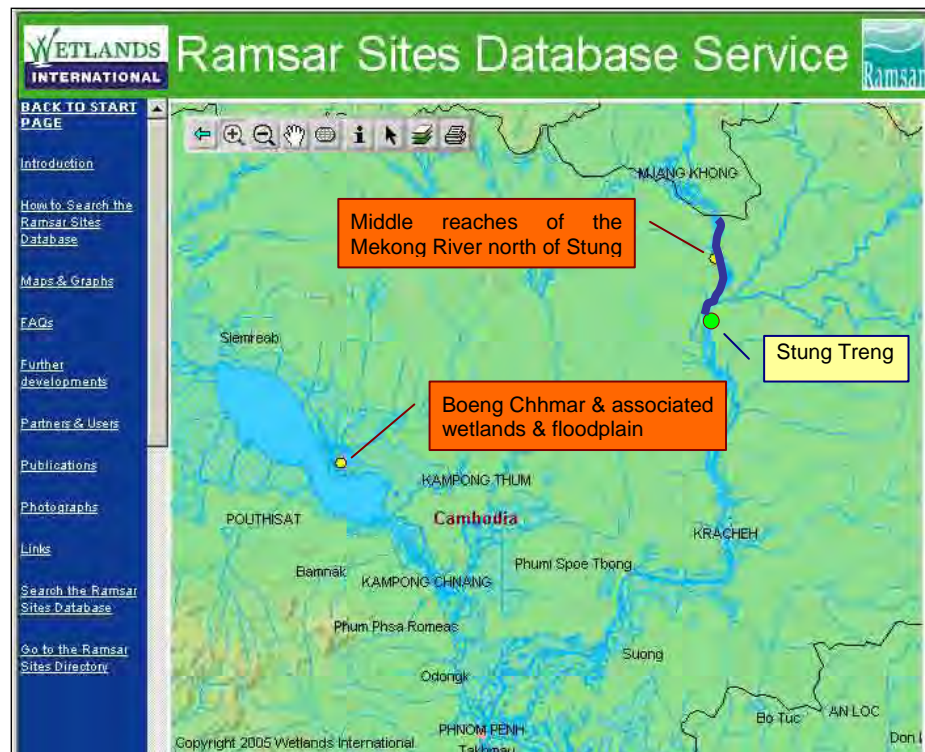 WETLANDS
INTERNATIONAL
Ramsar Sites Database Service
Ramsar
BACK TO START
PAGE
Introduction
How to Search the
Ramsar Sites
Database
Maps & Graphs
FAQs
Further
developments
Partners & Users
Publications
Photographs
Links
Search the Ramsar
Sites Database
Go to the Ramsar
Sites Directory
MUANG KHONG
Middle reaches of the
Mekong River north of Stung
Siemreab
Stung Treng
Boeng Chhmar & associated
wetlands & floodplain
KAMPONG THUM
POUTHISAT
Cambodia
KRACHEH
Bamnak
Phumi Spoe Tbong
KAMPONG CHNANG
Phum Phsa Romeas
Suong
Odongk
Bo Tuc
AN LOC
PHNOM PENH
Don
Copyright 2005 Wetlands International
Takhmau